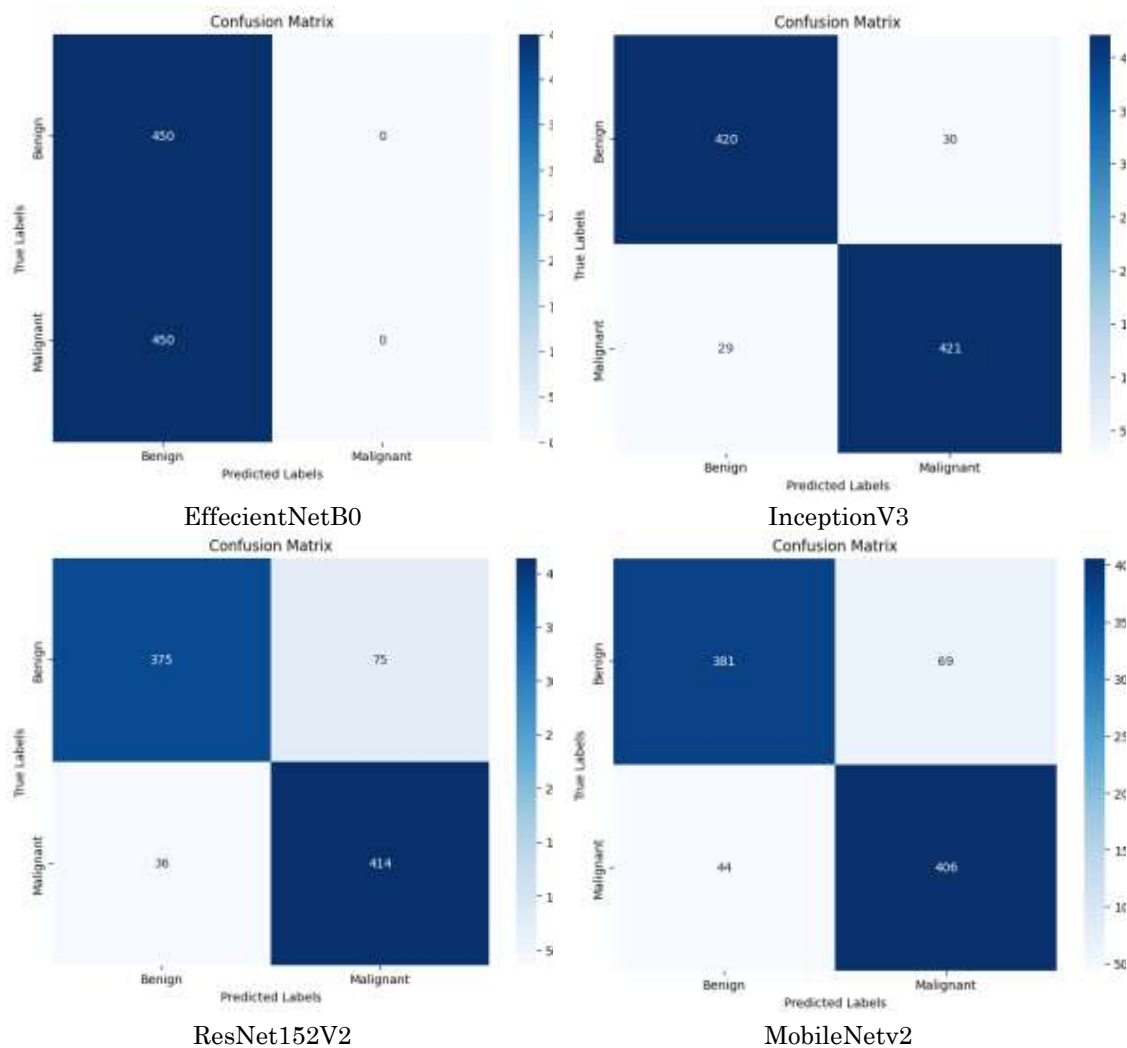 Confusion Matrix
Benign
450
0
True Labels
Malignant
450
0
Benign
Malignant
Predicted Labels
EffecientNetB0
Confusion Matrix
Benign
420
30
True Labels
Malignant
29
421
Benign
Malignant
Predicted Labels
InceptionV3
Confusion Matrix
Benign
375
75
True Labels
Malignant
36
414
Benign
Malignant
Predicted Labels
ResNet152V2
Confusion Matrix
Benign
381
69
True Labels
Malignant
44
406
Benign
Malignant
Predicted Labels
MobileNetv2